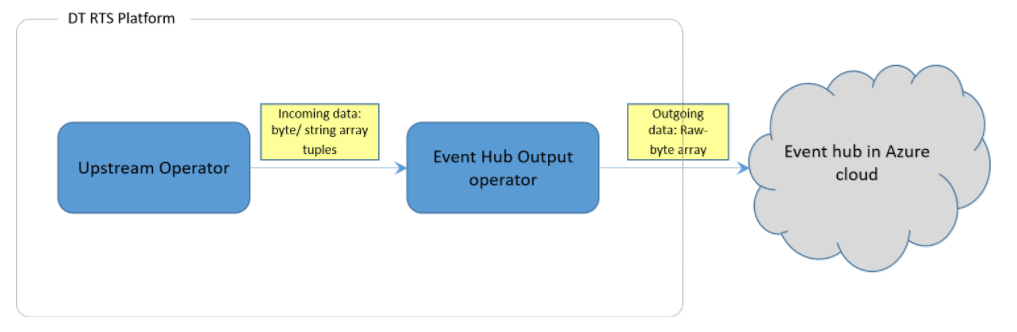 DT RTS Platform
Upstream Operator
Incoming data:
byte/ string array
tuples
Event Hub Output
operator
Outgoing
data: Raw-
byte array
Event hub in Azure
cloud